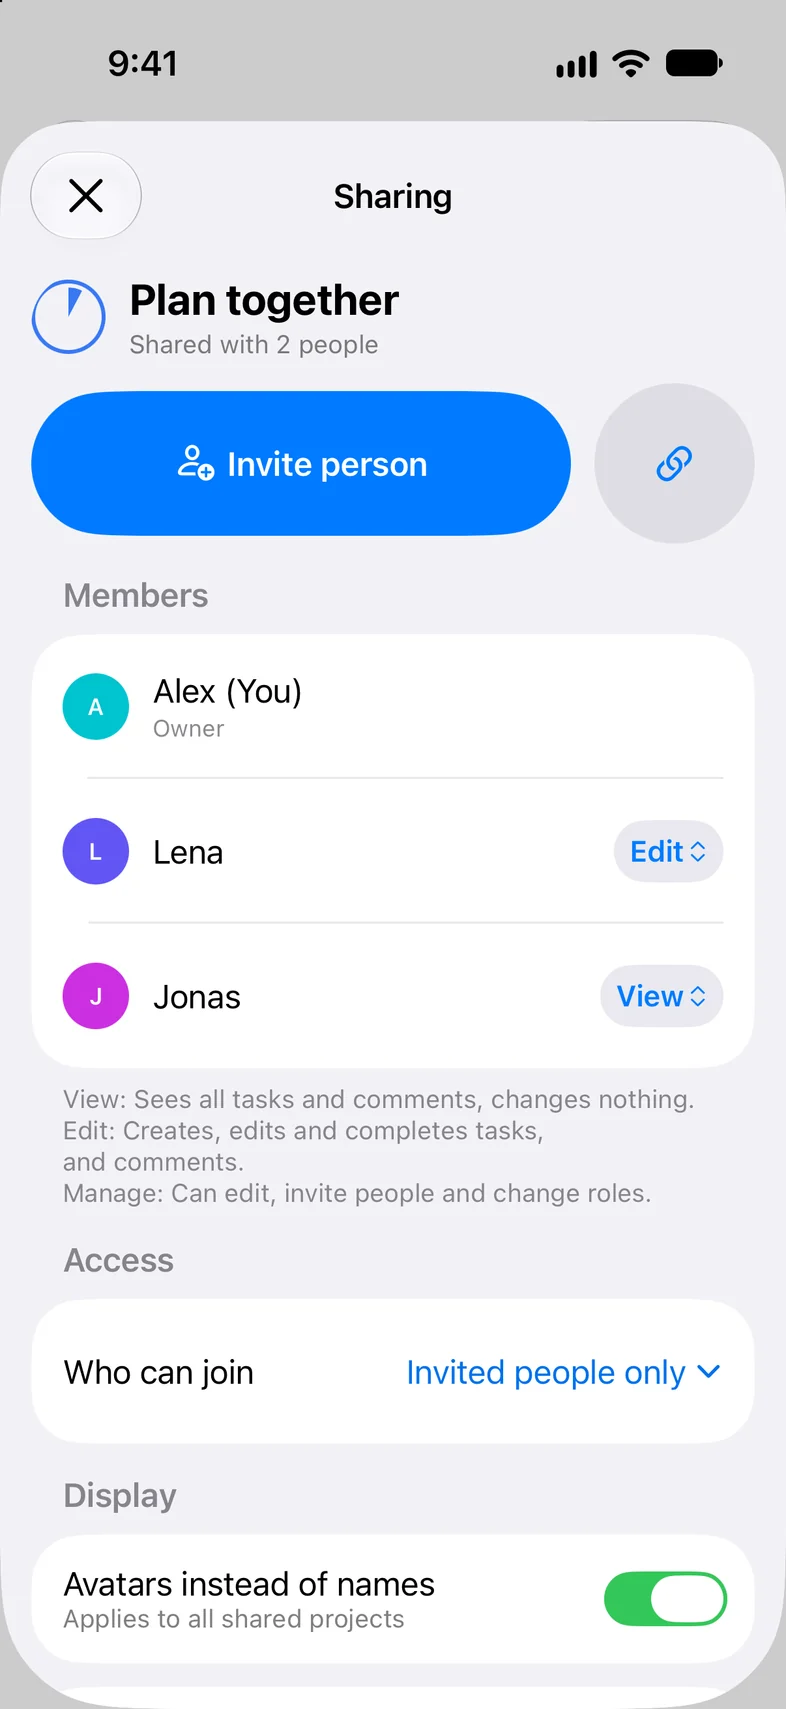 9:41
Sharing
Plan together
Shared with 2 people
Invite person
Members
A
Alex (You)
Owner
L
Lena
Edit
J
Jonas
View
View: Sees all tasks and comments, changes nothing.
Edit: Creates, edits and completes tasks,
and comments.
Manage: Can edit, invite people and change roles.
Access
Who can join
Invited people only
Display
Avatars instead of names
Applies to all shared projects